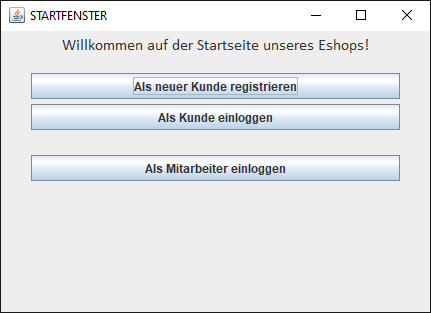 STARTFENSTER
Willkommen auf der Startseite unseres Eshops!
Als neuer Kunde registrieren
Als Kunde einloggen
Als Mitarbeiter einloggen